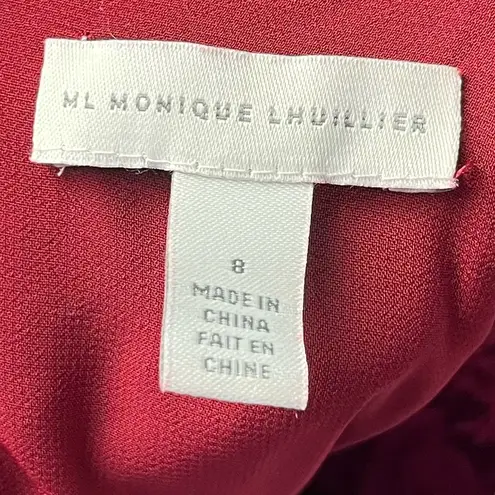 ML MONIQUE LHUILLIER
8
MADE IN
CHINA
FAIT EN
CHINE